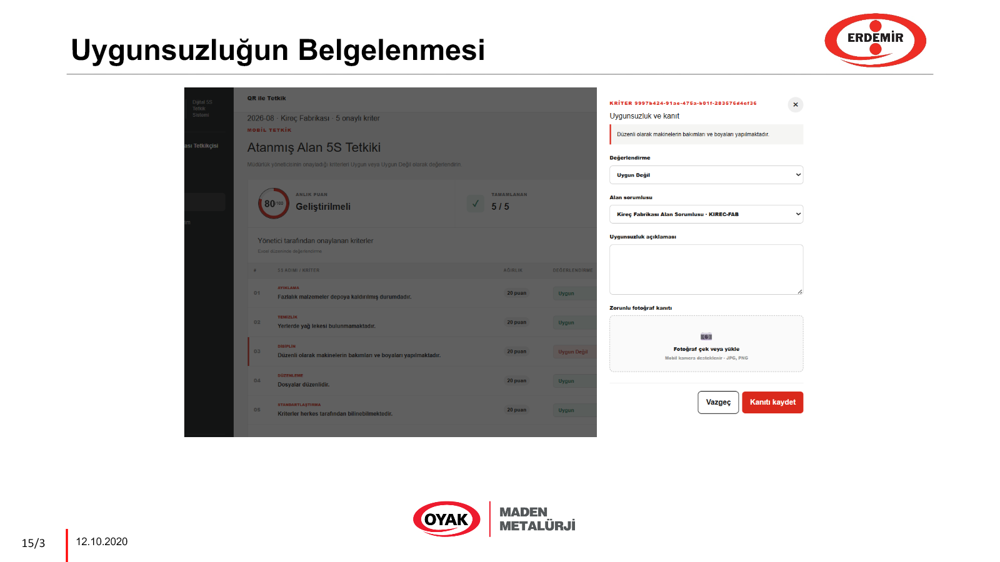 Uygunsuzluğun Belgelenmesi
ERDEMİR
Dijital 5S
Tetkik
Sistemi
ası Tetkikçisi
ım
QR ile Tetkik
2026-08 · Kireç Fabrikası · 5 onaylı kriter
MOBİL TETKİK
Atanmış Alan 5S Tetkiki
Müdürlük yöneticisinin onayladığı kriterleri Uygun veya Uygun Değil olarak değerlendirin.
80/100
ANLIK PUAN
Geliştirilmeli
✓
TAMAMLANAN
5 / 5
Yönetici tarafından onaylanan kriterler
Excel düzeninde değerlendirme
# 5S ADIMI / KRİTER AĞIRLIK DEĞERLENDİRME
01 AYIKLAMA
Fazlalık malzemeler depoya kaldırılmış durumdadır. 20 puan Uygun
02 TEMİZLİK
Yerlerde yağ lekesi bulunmamaktadır. 20 puan Uygun
03 DİSİPLİN
Düzenli olarak makinelerin bakımları ve boyaları yapılmaktadır. 20 puan Uygun Değil
04 DÜZENLEME
Dosyalar düzenlidir. 20 puan Uygun
05 STANDARTLAŞTIRMA
Kriterler herkes tarafından bilinebilmektedir. 20 puan Uygun
KRİTER 9997b424-91ae-475a-b01f-283576d4ef36
Uygunsuzluk ve kanıt
Düzenli olarak makinelerin bakımları ve boyaları yapılmaktadır.
Değerlendirme
Uygun Değil
Alan sorumlusu
Kireç Fabrikası Alan Sorumlusu · KIREC-FAB
Uygunsuzluk açıklaması
Zorunlu fotoğraf kanıtı
Fotoğraf çek veya yükle
Mobil kamera desteklenir · JPG, PNG
Vazgeç
Kanıtı kaydet
OYAK
MADEN
METALÜRJİ
15/3
12.10.2020